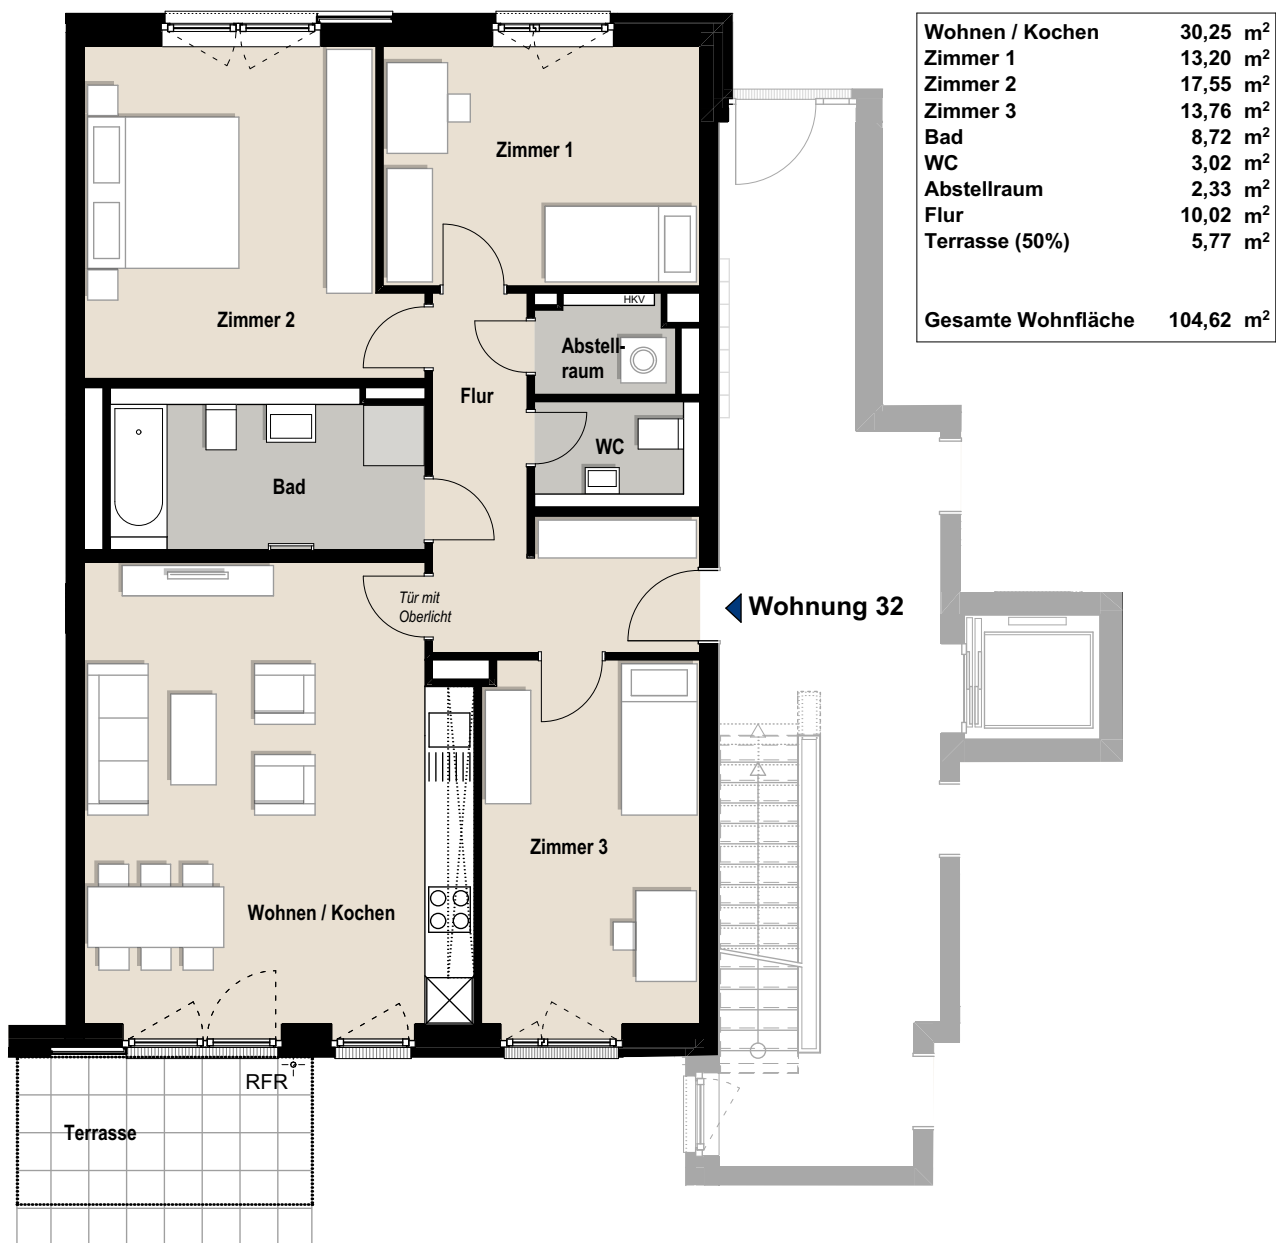 Wohnen / Kochen 30,25 m²
Zimmer 1 13,20 m²
Zimmer 2 17,55 m²
Zimmer 3 13,76 m²
Bad 8,72 m²
WC 3,02 m²
Abstellraum 2,33 m²
Flur 10,02 m²
Terrasse (50%) 5,77 m²
Gesamte Wohnfläche 104,62 m²
Zimmer 1
Zimmer 2
HKV
Abstell-
raum
Flur
WC
Bad
Tür mit
Oberlicht
Wohnung 32
Zimmer 3
Wohnen / Kochen
RFR
Terrasse